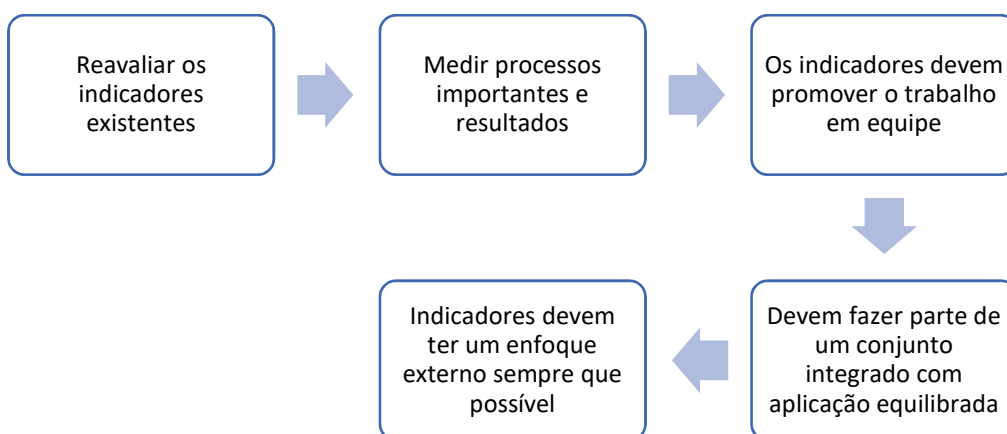 Reavaliar os
indicadores
existentes
Medir processos
importantes e
resultados
Os indicadores devem
promover o trabalho
em equipe
Devem fazer parte de
um conjunto
integrado com
aplicação equilibrada
Indicadores devem
ter um enfoque
externo sempre que
possível